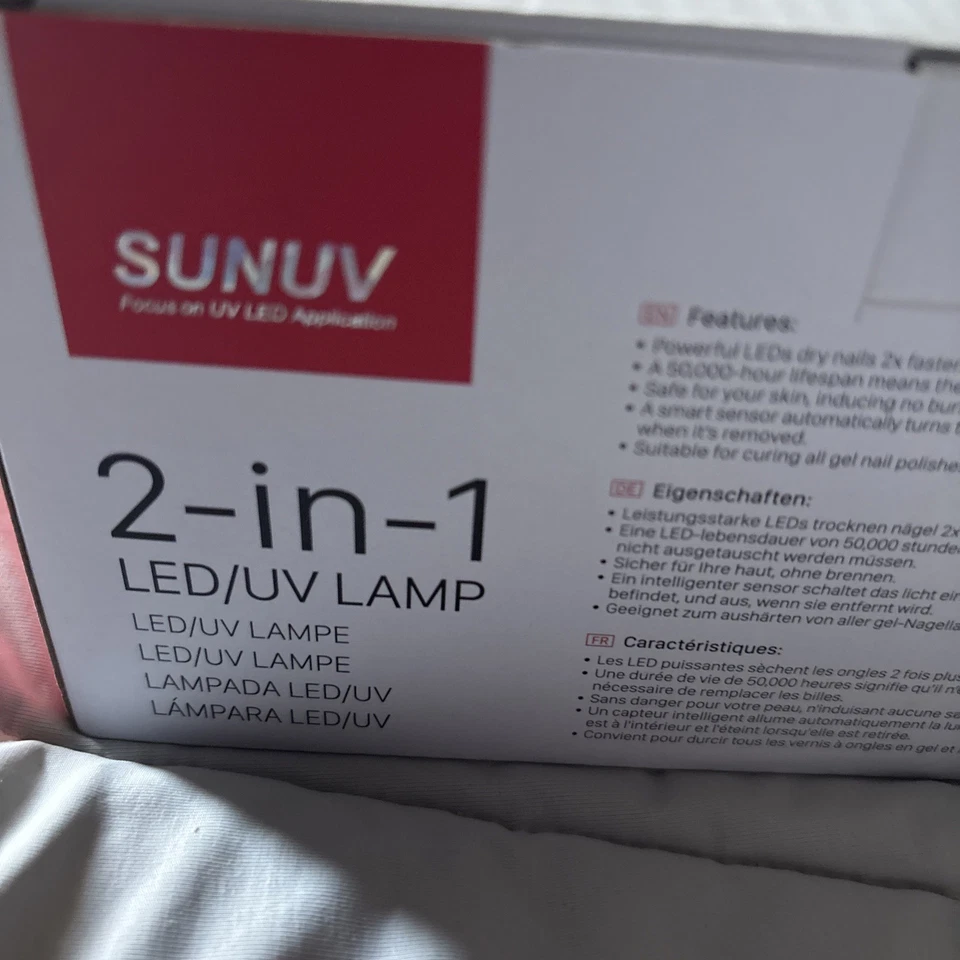 SUNUV
Focus on UV LED Application
2-in-1
LED/UV LAMP
LED/UV LAMPE
LED/UV LAMPE
LAMPADA LED/UV
LÁMPARA LED/UV
EN Features:
• Powerful LEDs dry nails 2x faster
• A 50,000-hour lifespan means the
• Safe for your skin, inducing no
• A smart sensor automatically turns
when it's removed.
• Suitable for curing all gel nail
DE Eigenschaften:
• Leistungsstarke LEDs trocknen nägel 2x
• Eine LED-lebensdauer von 50,000
nicht ausgetauscht werden müssen.
• Sicher für Ihre haut, ohne brennen.
• Ein intelligenter sensor schaltet das licht
befindet, und aus, wenn sie entfernt wird.
• Geeignet zum aushärten von aller
FR Caractéristiques:
• Les LED puissantes sèchent les ongles 2 fois
• Une durée de vie de 50,000 heures signifie qu'il
nécessaire de remplacer les billes.
• Sans danger pour votre peau, n'induisant aucune
• Un capteur intelligent allume automatiquement la
est à l'intérieur et l'éteint lorsqu'elle est retirée.
• Convient pour durcir tous les vernis à ongles en gel et